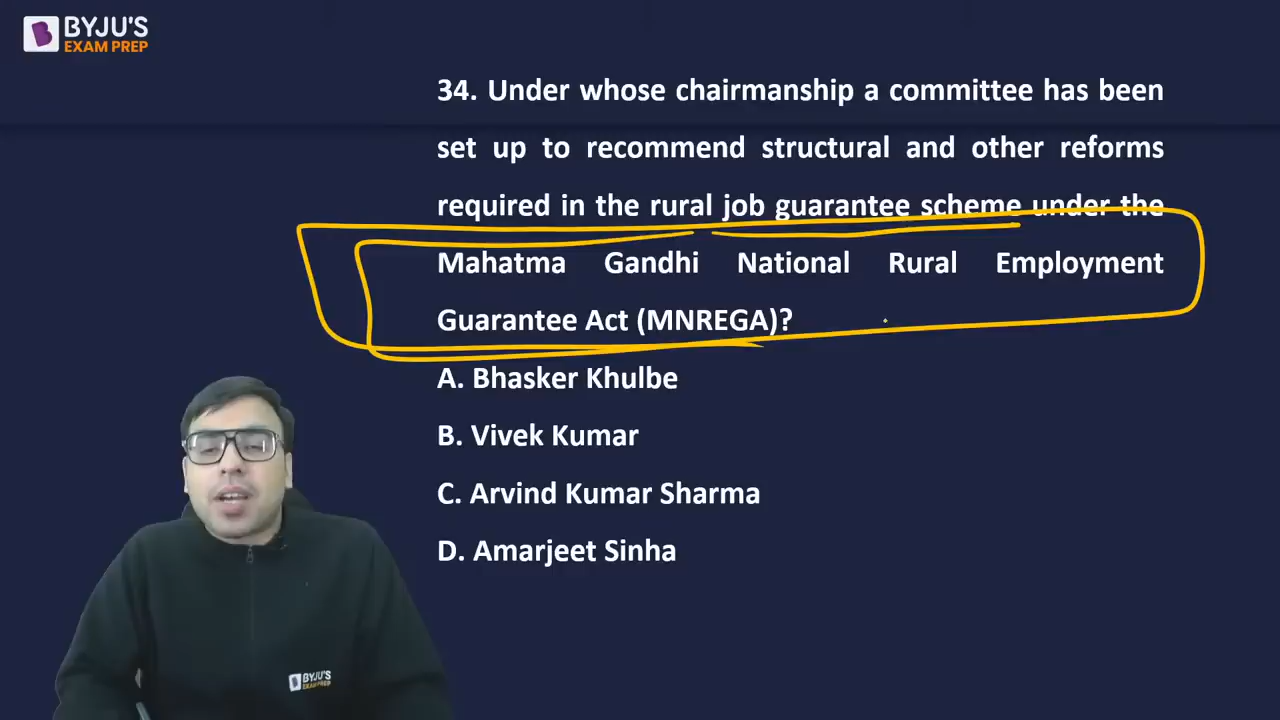 BYJU'S
EXAM PREP
34. Under whose chairmanship a committee has been
set up to recommend structural and other reforms
required in the rural job guarantee scheme under the
Mahatma Gandhi National Rural Employment
Guarantee Act (MNREGA)?
A. Bhasker Khulbe
B. Vivek Kumar
C. Arvind Kumar Sharma
D. Amarjeet Sinha
BYJU'S
EXAM PREP